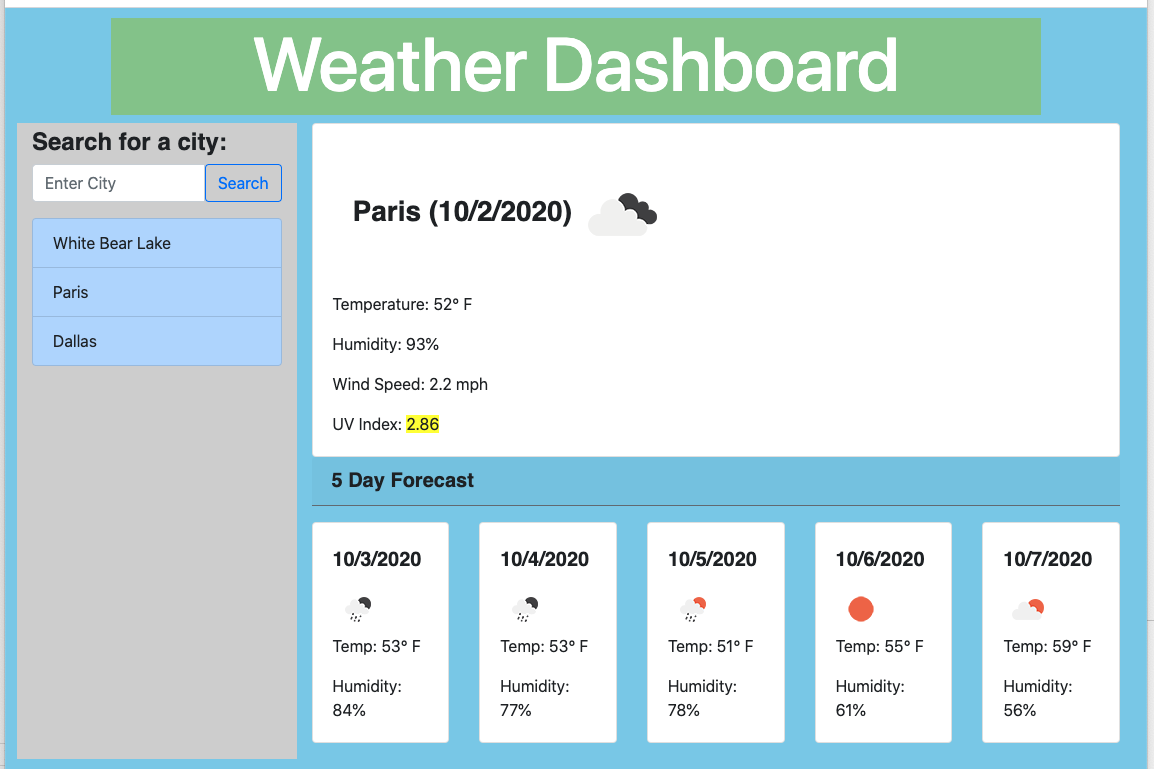 Weather Dashboard
Search for a city:
Enter City
Search
White Bear Lake
Paris
Dallas
Paris (10/2/2020)
Temperature: 52° F
Humidity: 93%
Wind Speed: 2.2 mph
UV Index: 2.86
5 Day Forecast
10/3/2020
Temp: 53° F
Humidity:
84%
10/4/2020
Temp: 53° F
Humidity:
77%
10/5/2020
Temp: 51° F
Humidity:
78%
10/6/2020
Temp: 55° F
Humidity:
61%
10/7/2020
Temp: 59° F
Humidity:
56%